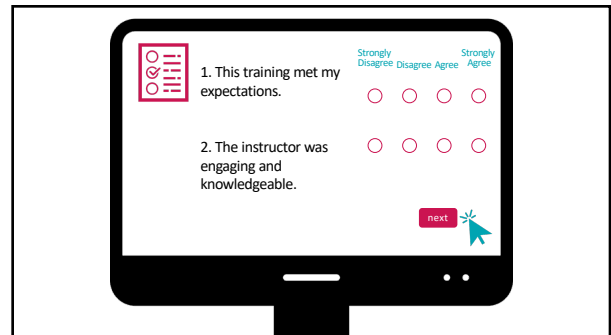 Strongly Disagree Disagree Agree Strongly Agree
1. This training met my
expectations.
2. The instructor was
engaging and
knowledgeable.
next